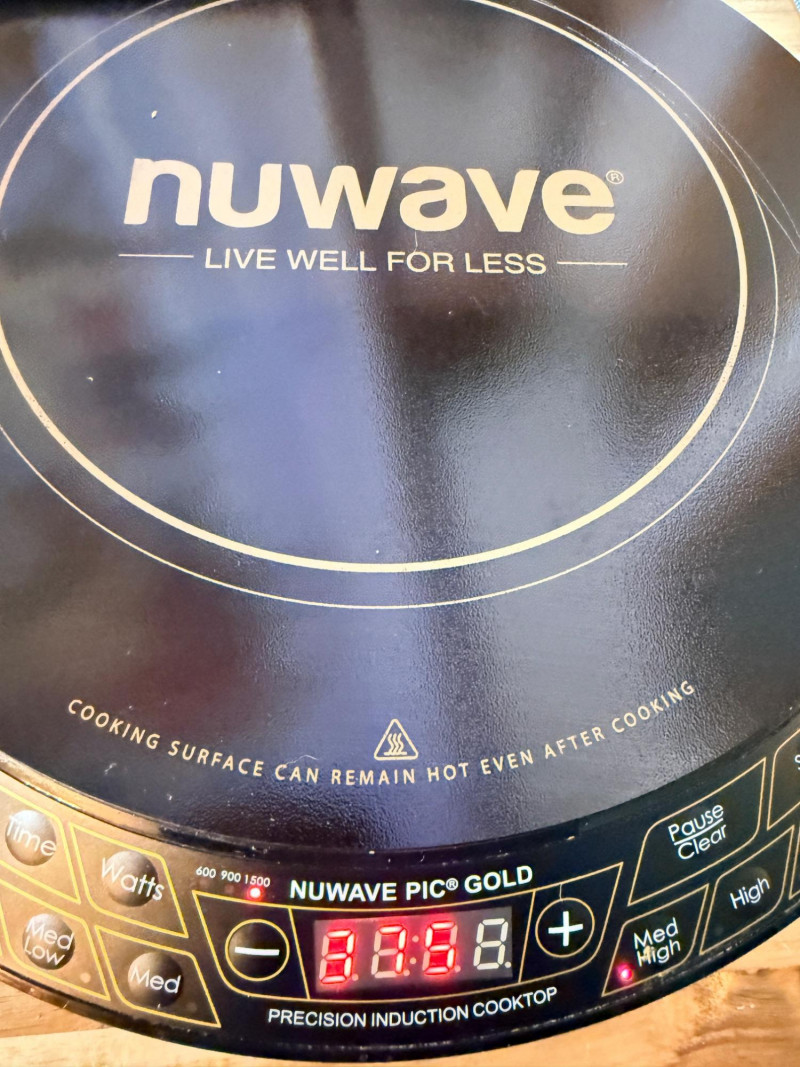 nuwave®
LIVE WELL FOR LESS
COOKING SURFACE CAN REMAIN HOT EVEN AFTER COOKING
Time
Watts
600 900 1500
NUWAVE PIC® GOLD
Pause
Clear
Med
Low
Med
−
375
+
Med
High
High
PRECISION INDUCTION COOKTOP